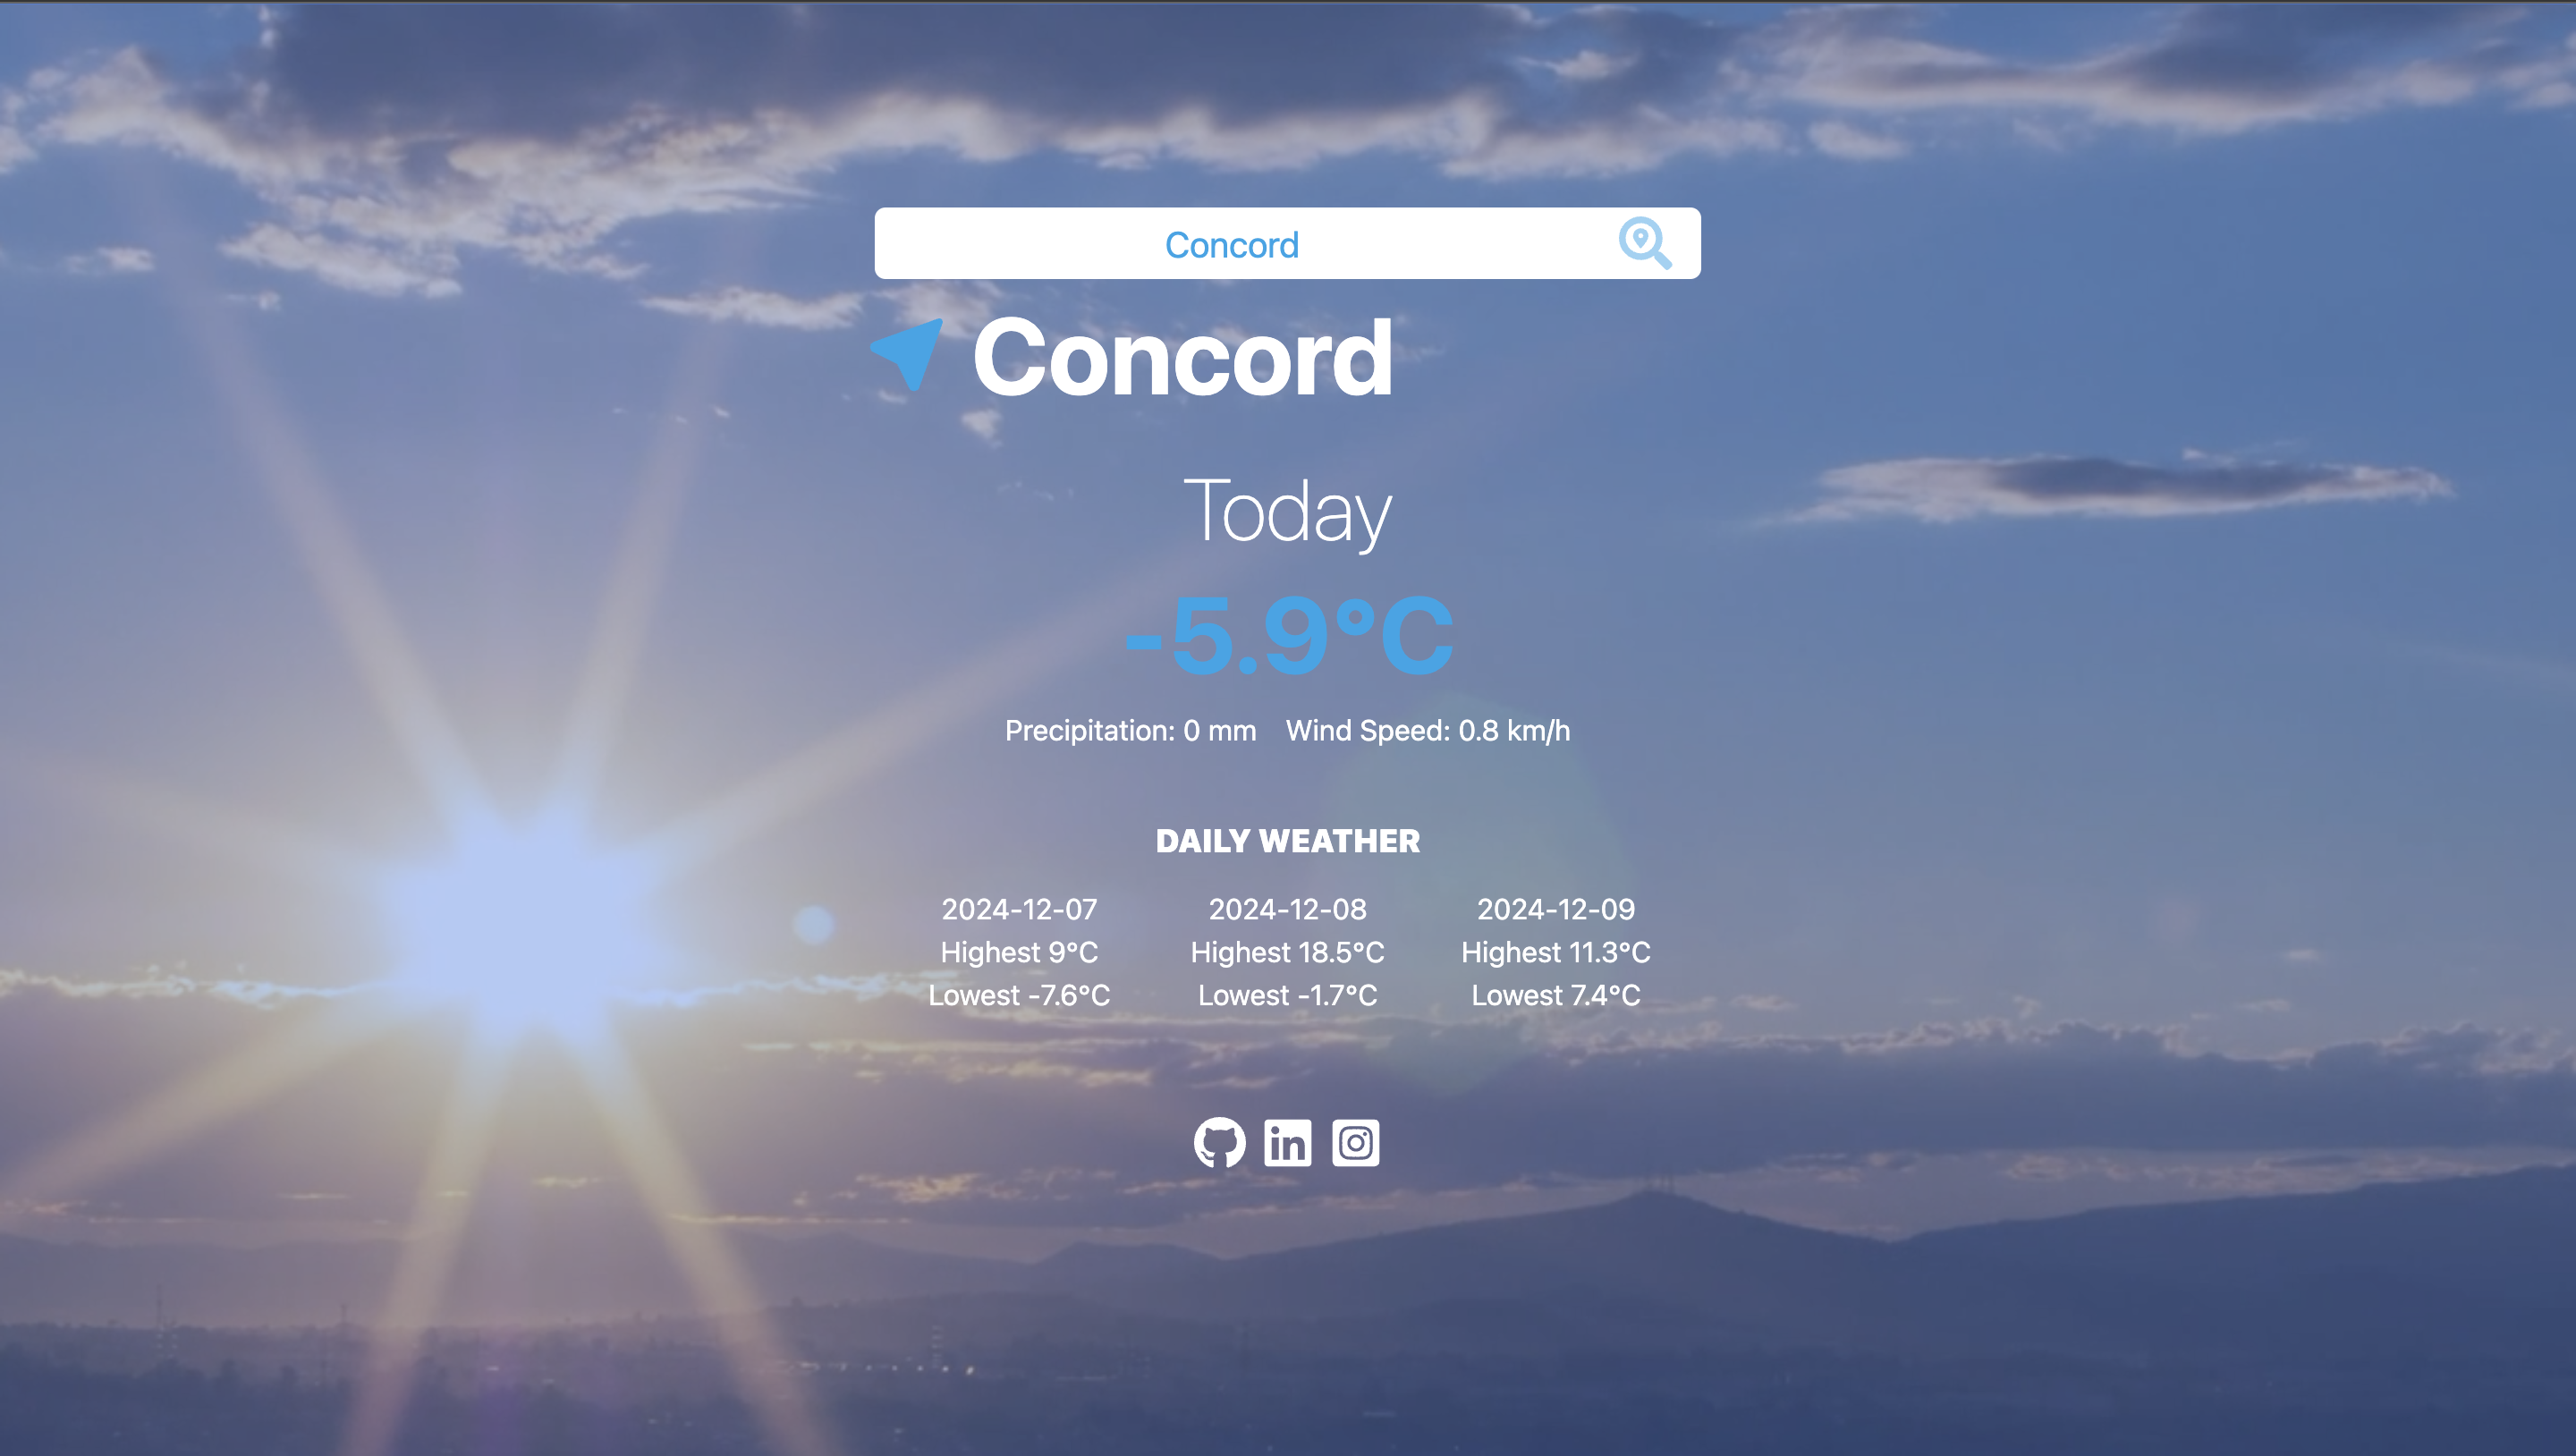 Concord
Concord
Today
-5.9°C
Precipitation: 0 mm Wind Speed: 0.8 km/h
DAILY WEATHER
2024-12-07 2024-12-08 2024-12-09
Highest 9°C Highest 18.5°C Highest 11.3°C
Lowest -7.6°C Lowest -1.7°C Lowest 7.4°C
in